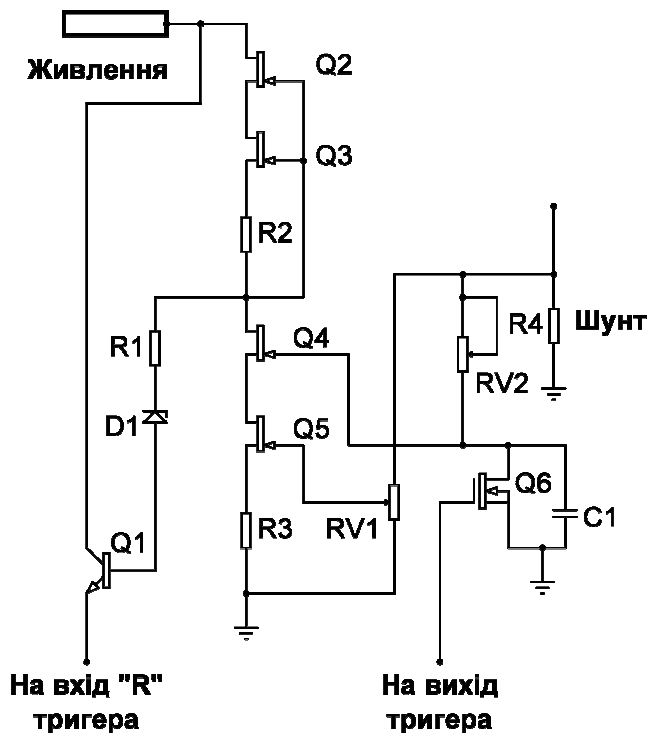 Живлення
Q2
Q3
R2
R1
Q4
R4
Шунт
RV2
D1
Q5
Q6
R3
RV1
C1
Q1
На вхід "R"
тригера
На вихід
тригера